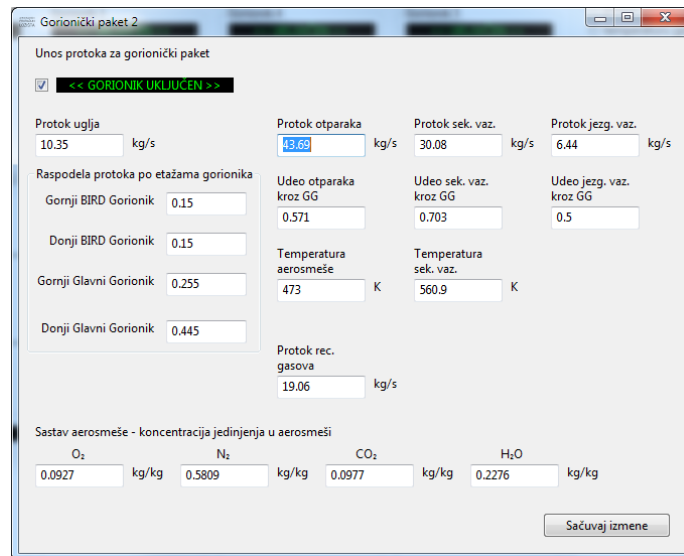 Gorionički paket 2
Unos protoka za gorionički paket
<< GORIONIK UKLJUČEN >>
Protok uglja
10.35 kg/s
Protok otparaka
43.69 kg/s
Protok sek. vaz.
30.08 kg/s
Protok jezg. vaz.
6.44 kg/s
Raspodela protoka po etažama gorionika
Gornji BIRD Gorionik 0.15
Donji BIRD Gorionik 0.15
Gornji Glavni Gorionik 0.255
Donji Glavni Gorionik 0.445
Udeo otparaka
kroz GG
0.571
Udeo sek. vaz.
kroz GG
0.703
Udeo jezg. vaz.
kroz GG
0.5
Temperatura
aerosmeše
473 K
Temperatura
sek. vaz.
560.9 K
Protok rec.
gasova
19.06 kg/s
Sastav aerosmeše - koncentracija jedinjenja u aerosmeši
O₂ N₂ CO₂ H₂O
0.0927 kg/kg 0.5809 kg/kg 0.0977 kg/kg 0.2276 kg/kg
Sačuvaj izmene